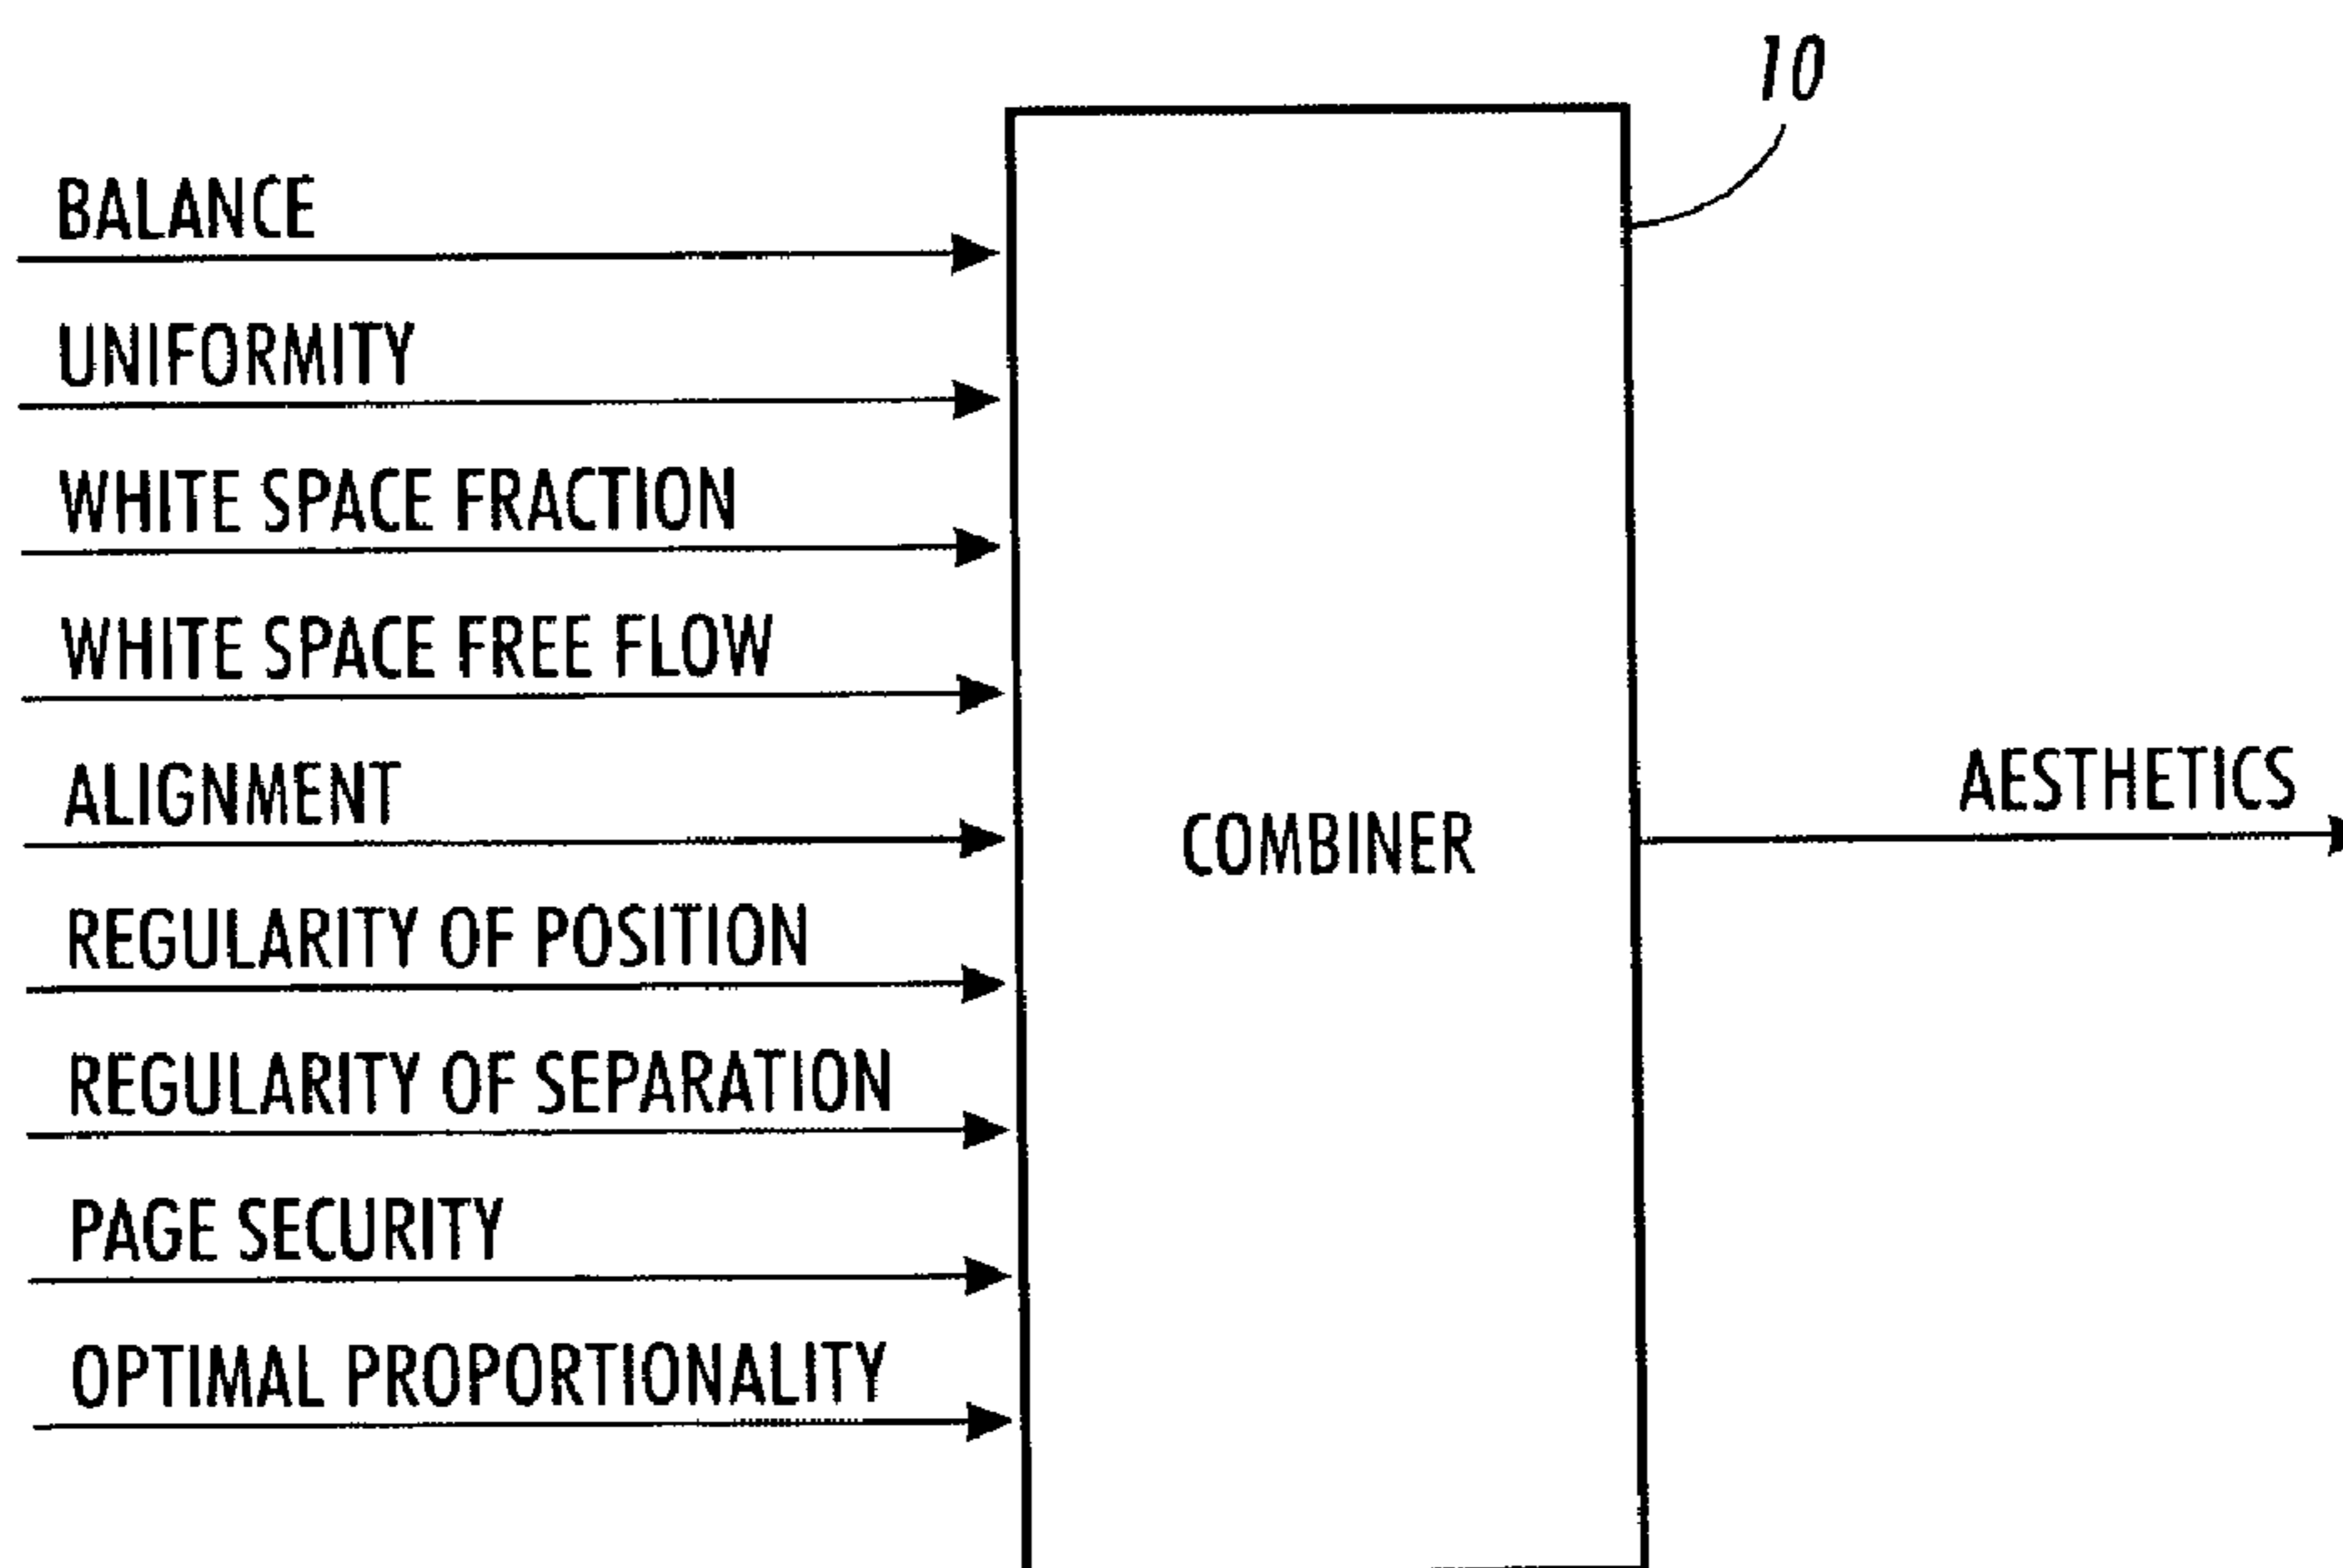 10
BALANCE
UNIFORMITY
WHITE SPACE FRACTION
WHITE SPACE FREE FLOW
ALIGNMENT
AESTHETICS
COMBINER
REGULARITY OF POSITION
REGULARITY OF SEPARATION
PAGE SECURITY
OPTIMAL PROPORTIONALITY